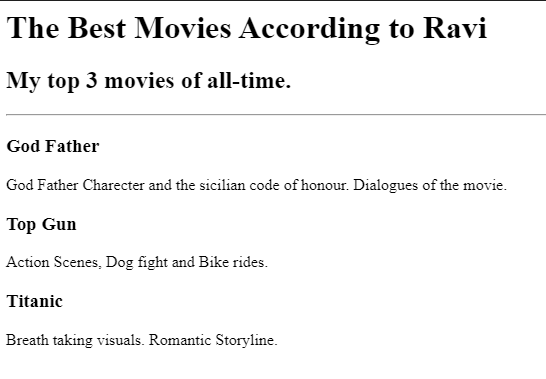 The Best Movies According to Ravi
My top 3 movies of all-time.
God Father
God Father Charecter and the sicilian code of honour. Dialogues of the movie.
Top Gun
Action Scenes, Dog fight and Bike rides.
Titanic
Breath taking visuals. Romantic Storyline.